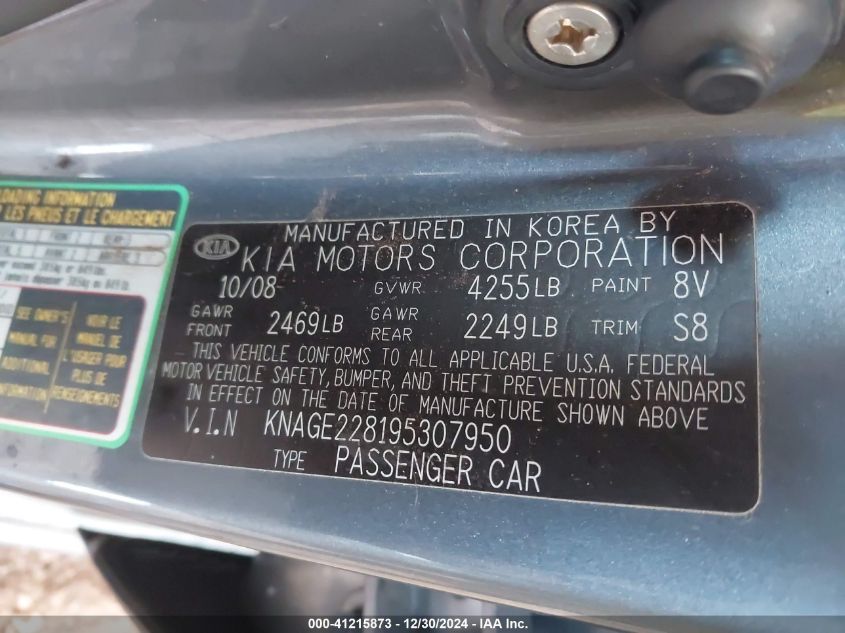 LOADING INFORMATION
LES PNEUS ET LE CHARGEMENT
SEE OWNER'S
MANUAL FOR
ADDITIONAL
INFORMATION
VOIR LE
MANUEL DE
L'USAGER POUR
PLUS DE
RENSEIGNEMENTS
KIA
MANUFACTURED IN KOREA BY
KIA MOTORS CORPORATION
10/08 GVWR 4255LB PAINT 8V
GAWR FRONT 2469LB GAWR REAR 2249LB TRIM S8
THIS VEHICLE CONFORMS TO ALL APPLICABLE U.S.A. FEDERAL
MOTOR VEHICLE SAFETY, BUMPER, AND THEFT PREVENTION STANDARDS
IN EFFECT ON THE DATE OF MANUFACTURE SHOWN ABOVE
V.I.N KNAGE228195307950
TYPE PASSENGER CAR
000-41215873 - 12/30/2024 - IAA Inc.